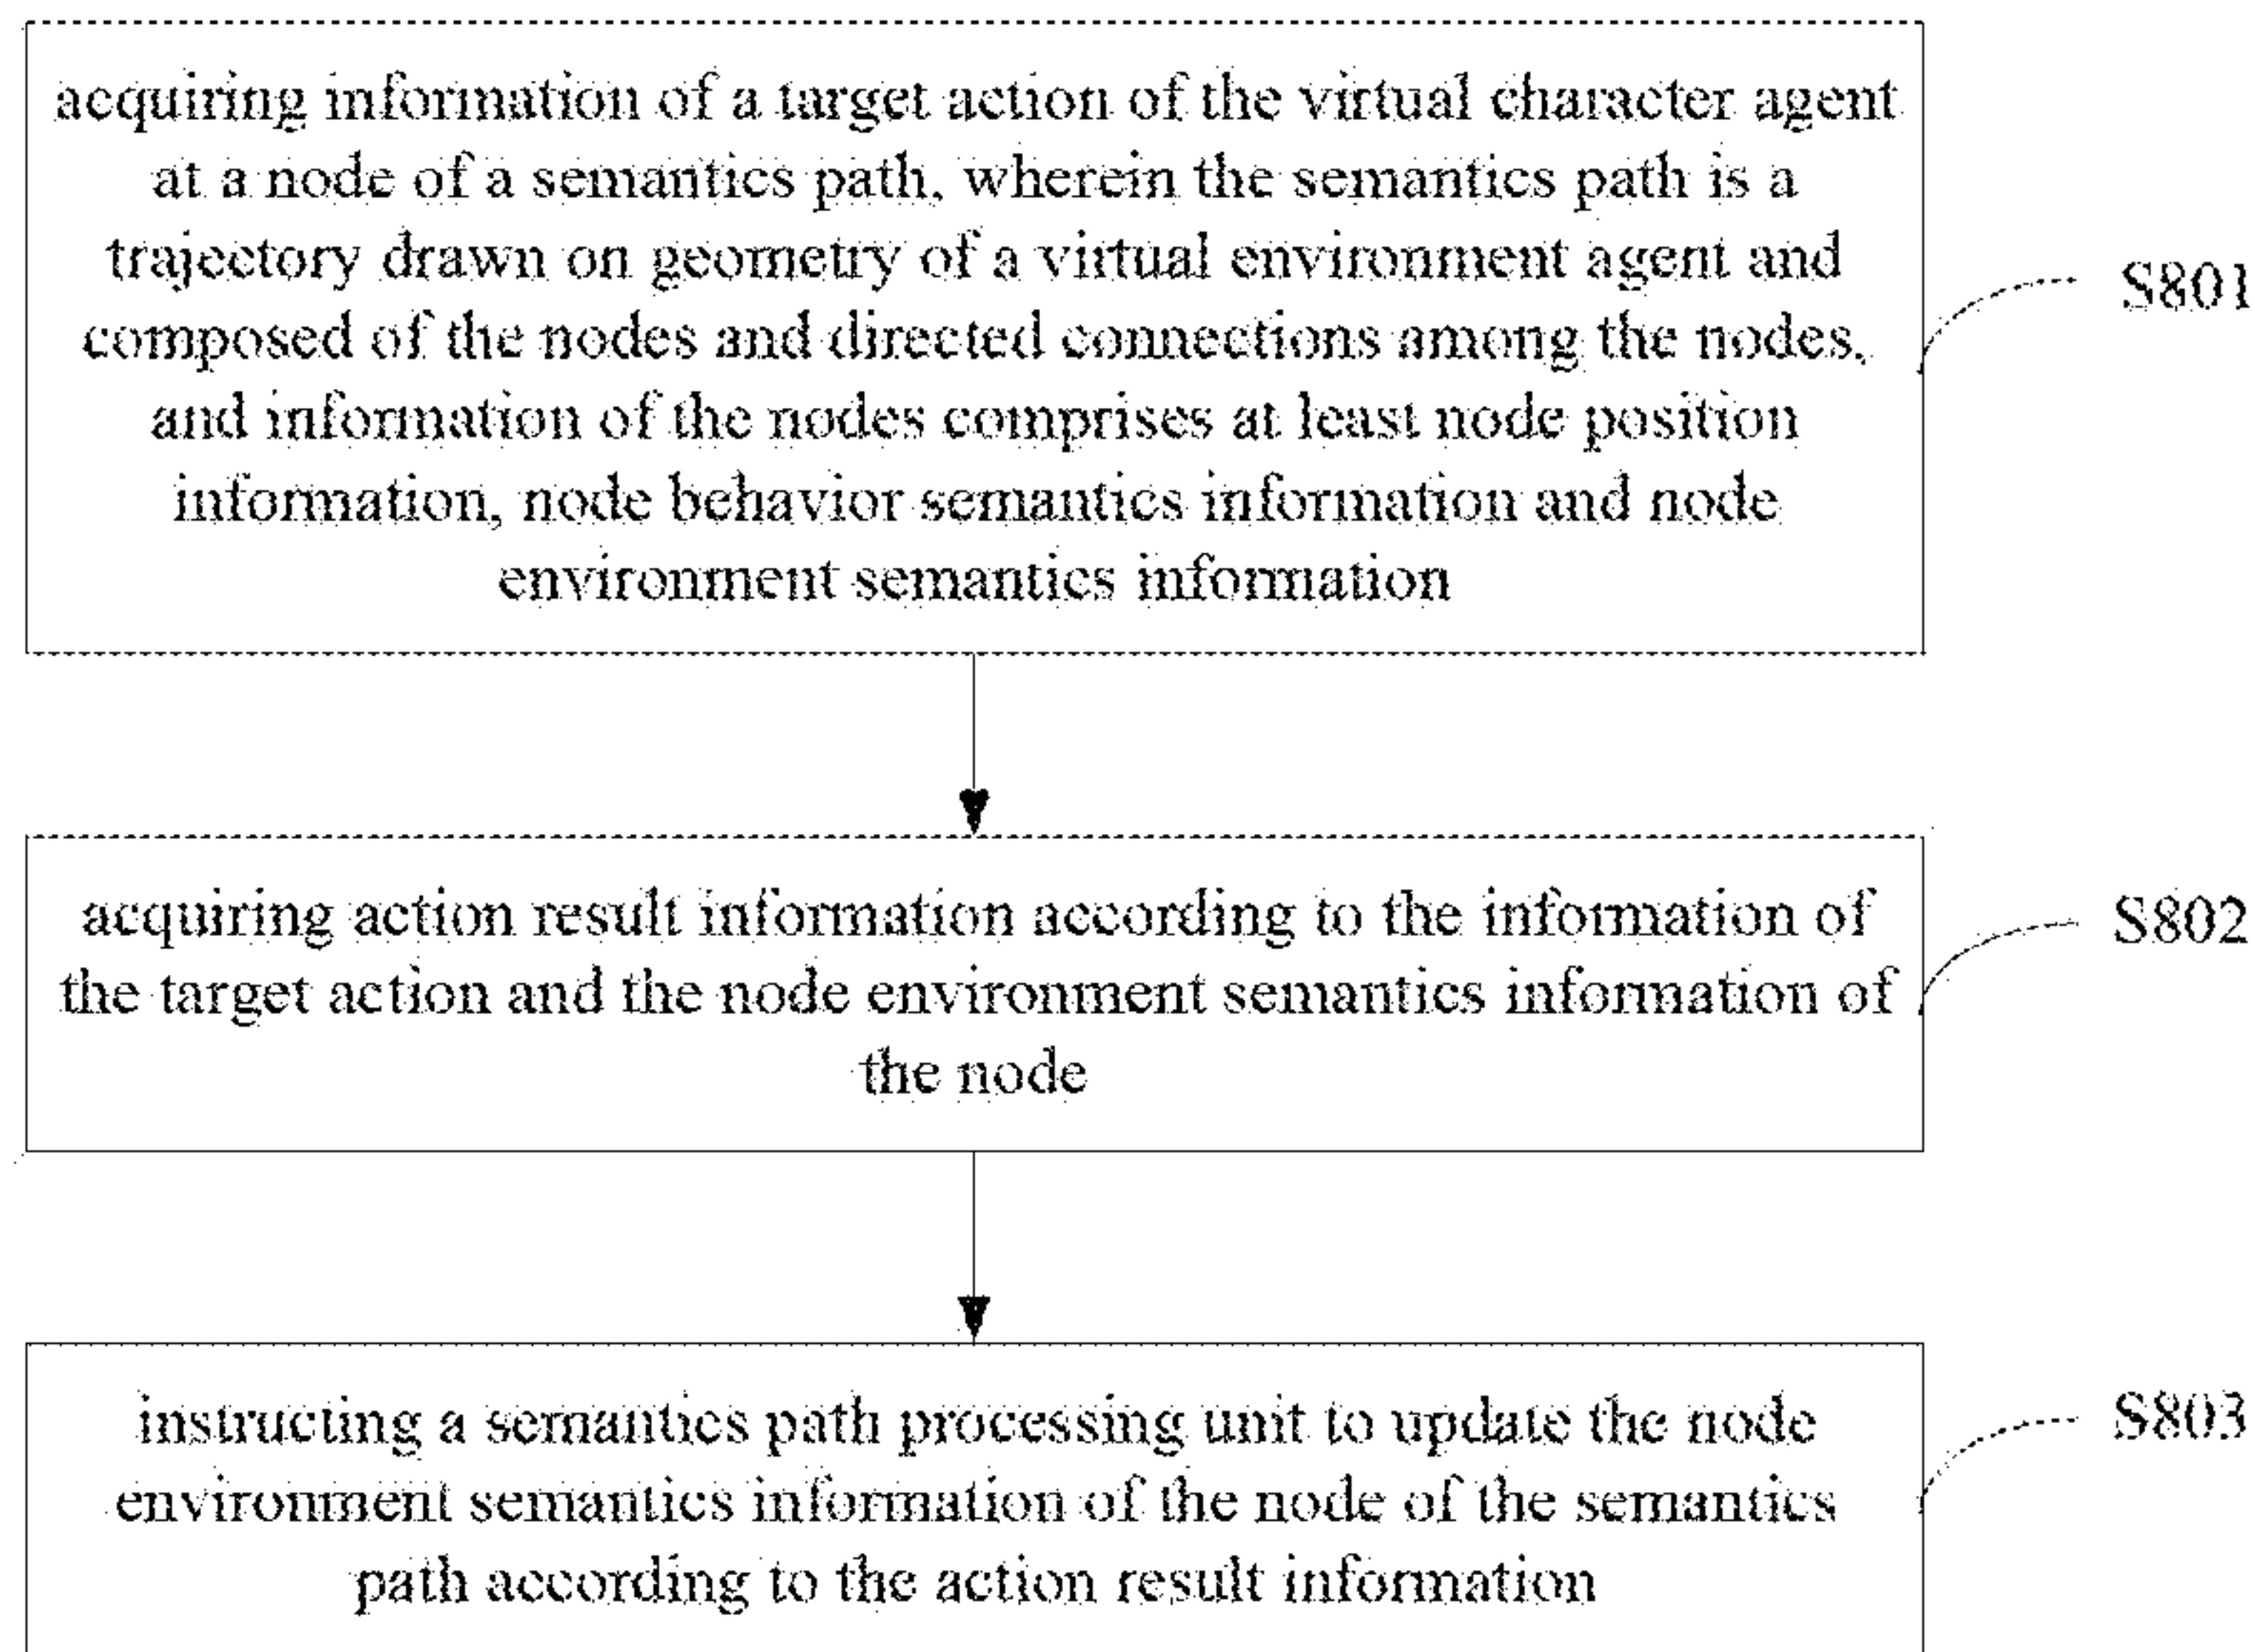 acquiring information of a target action of the virtual character agent
at a node of a semantics path, wherein the semantics path is a
trajectory drawn on geometry of a virtual environment agent and
composed of the nodes and directed connections among the nodes,
and information of the nodes comprises at least node position
information, node behavior semantics information and node
environment semantics information
S801
acquiring action result information according to the information of
the target action and the node environment semantics information of
the node
S802
instructing a semantics path processing unit to update the node
environment semantics information of the node of the semantics
path according to the action result information
S803